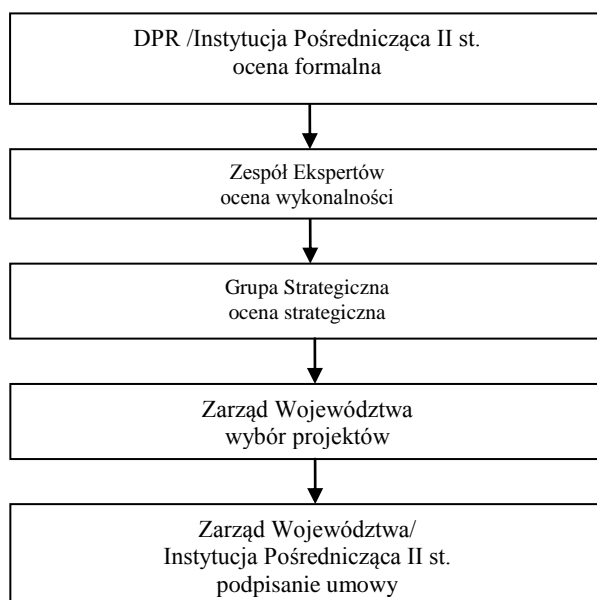 DPR /Instytucja Pośrednicząca II st.
ocena formalna
Zespół Ekspertów
ocena wykonalności
Grupa Strategiczna
ocena strategiczna
Zarząd Województwa
wybór projektów
Zarząd Województwa/
Instytucja Pośrednicząca II st.
podpisanie umowy